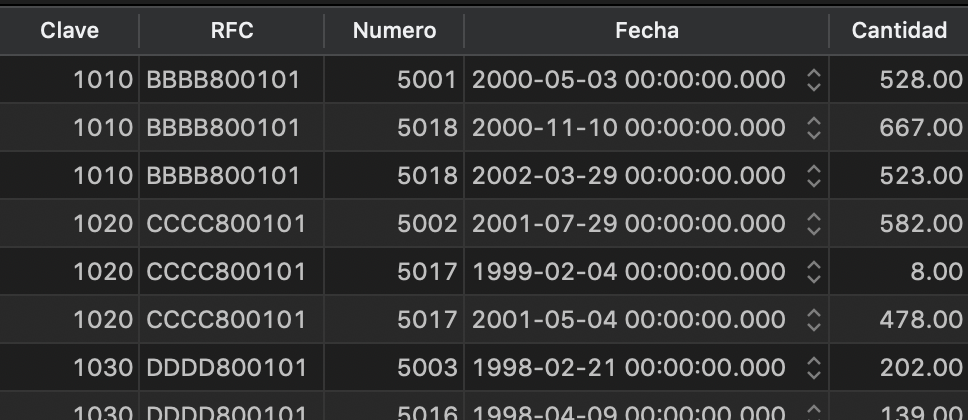 Clave RFC Numero Fecha Cantidad
1010 BBBB800101 5001 2000-05-03 00:00:00.000 528.00
1010 BBBB800101 5018 2000-11-10 00:00:00.000 667.00
1010 BBBB800101 5018 2002-03-29 00:00:00.000 523.00
1020 CCCC800101 5002 2001-07-29 00:00:00.000 582.00
1020 CCCC800101 5017 1999-02-04 00:00:00.000 8.00
1020 CCCC800101 5017 2001-05-04 00:00:00.000 478.00
1030 DDDD800101 5003 1998-02-21 00:00:00.000 202.00
1030 DDDD800101 5016 1998-04-09 00:00:00.000 139.00